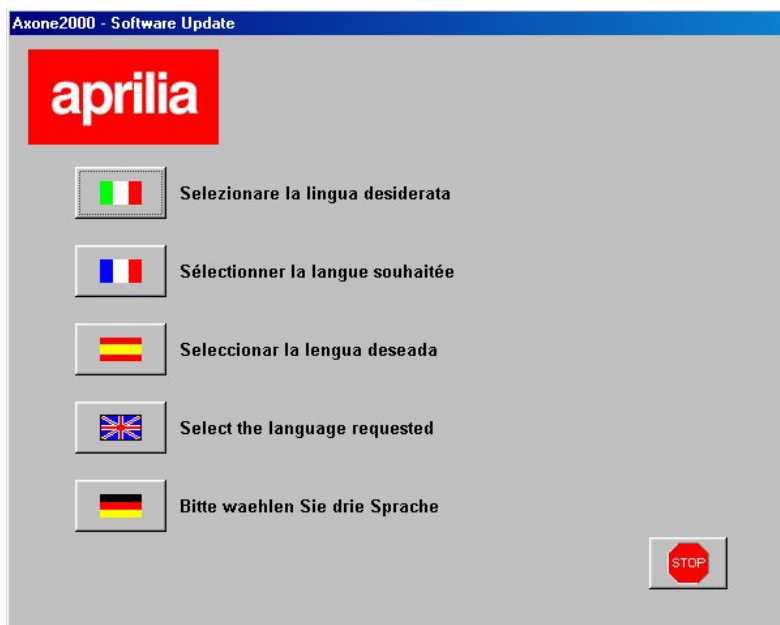 Axone2000 - Software Update
aprilia
Selezionare la lingua desiderata
Sélectionner la langue souhaitée
Seleccionar la lengua deseada
Select the language requested
Bitte waehlen Sie drie Sprache
STOP